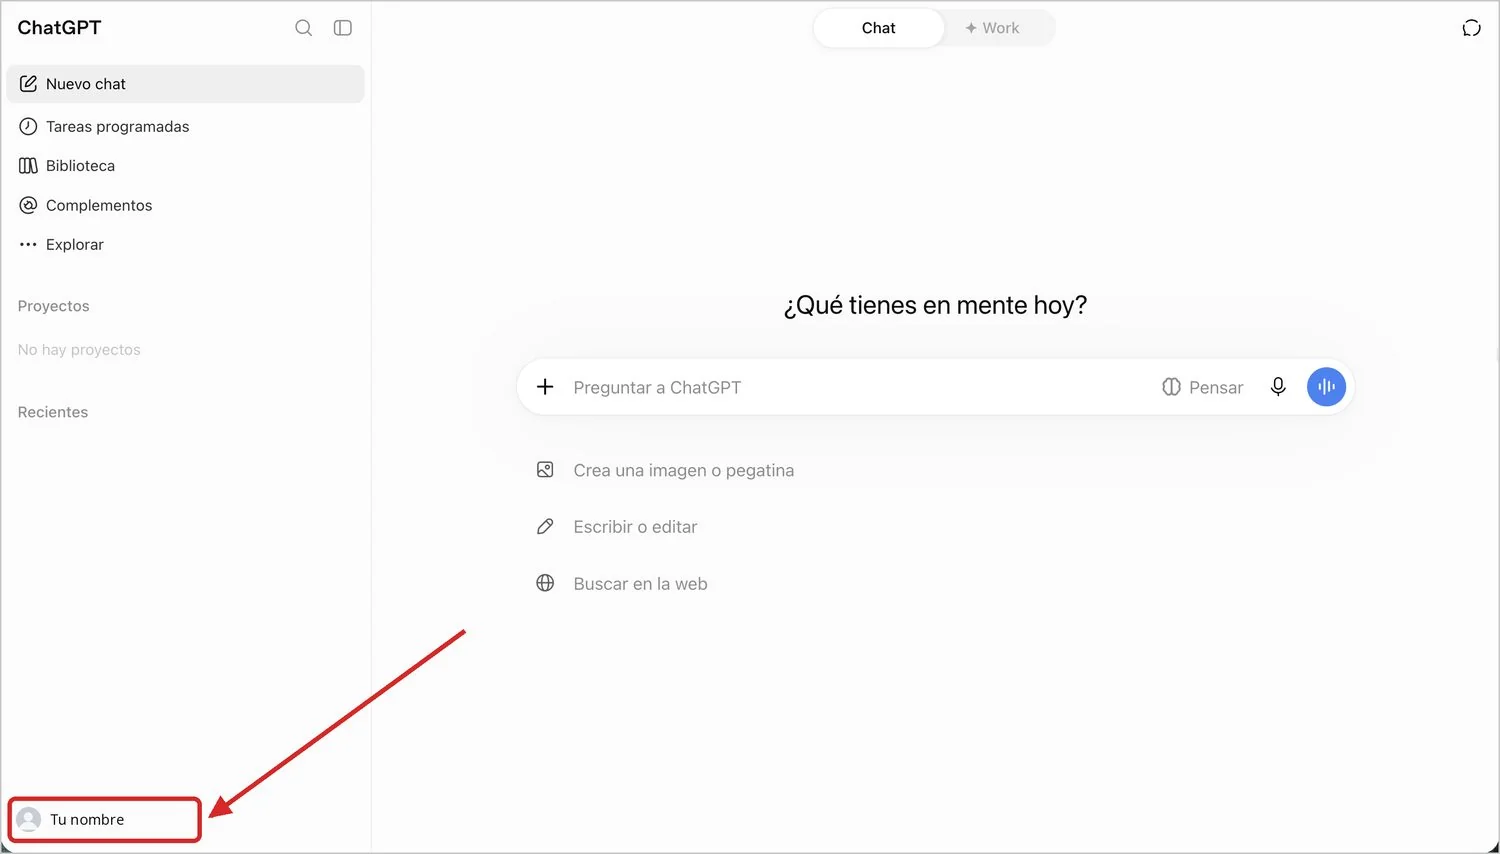 ChatGPT
Chat
Work
Nuevo chat
Tareas programadas
Biblioteca
Complementos
Explorar
Proyectos
No hay proyectos
Recientes
¿Qué tienes en mente hoy?
Preguntar a ChatGPT
Pensar
Crea una imagen o pegatina
Escribir o editar
Buscar en la web
Tu nombre